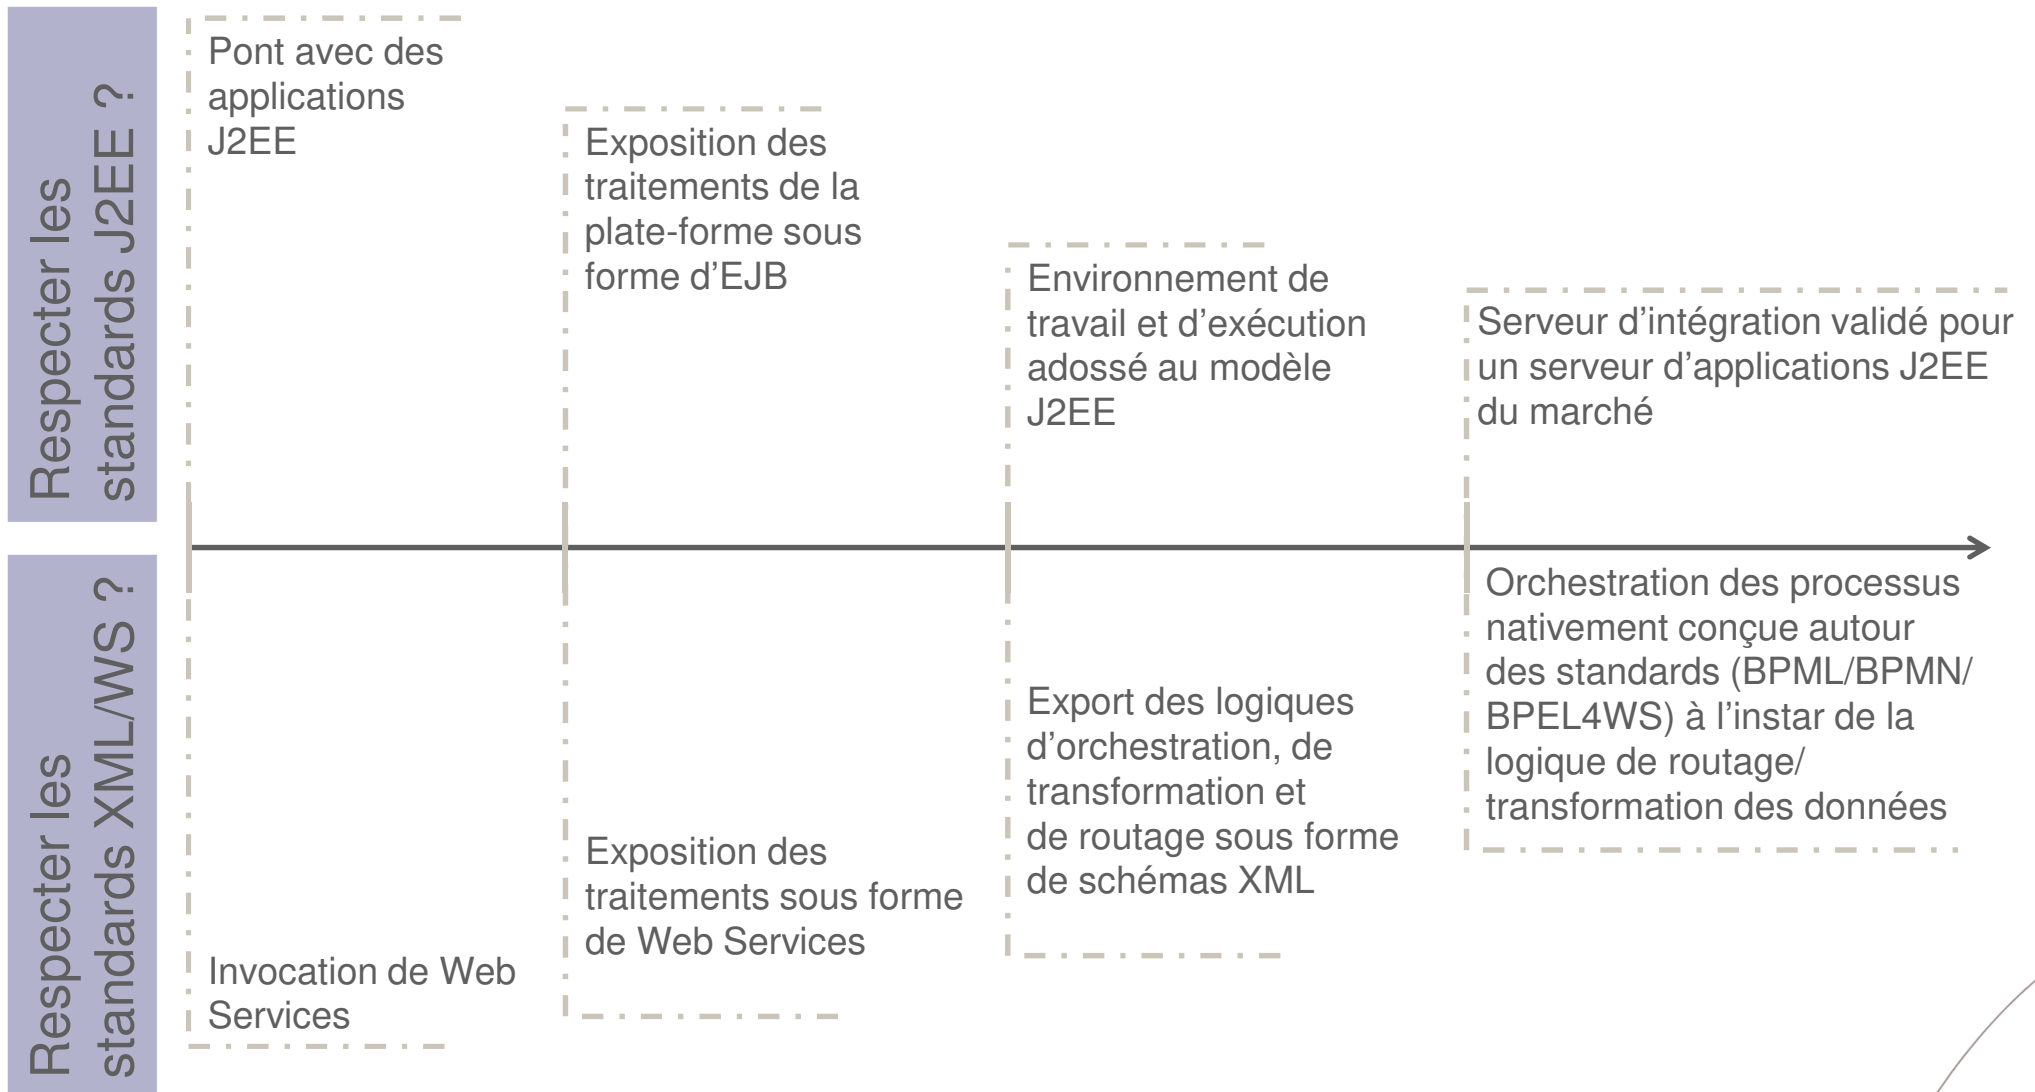 Respecter les
standards J2EE ?
Pont avec des
applications
J2EE
Exposition des
traitements de la
plate-forme sous
forme d’EJB
Environnement de
travail et d’exécution
adossé au modèle
J2EE
Serveur d’intégration validé pour
un serveur d’applications J2EE
du marché
Respecter les
standards XML/WS ?
Invocation de Web
Services
Exposition des
traitements sous forme
de Web Services
Export des logiques
d’orchestration, de
transformation et
de routage sous forme
de schémas XML
Orchestration des processus
nativement conçue autour
des standards (BPML/BPMN/
BPEL4WS) à l’instar de la
logique de routage/
transformation des données